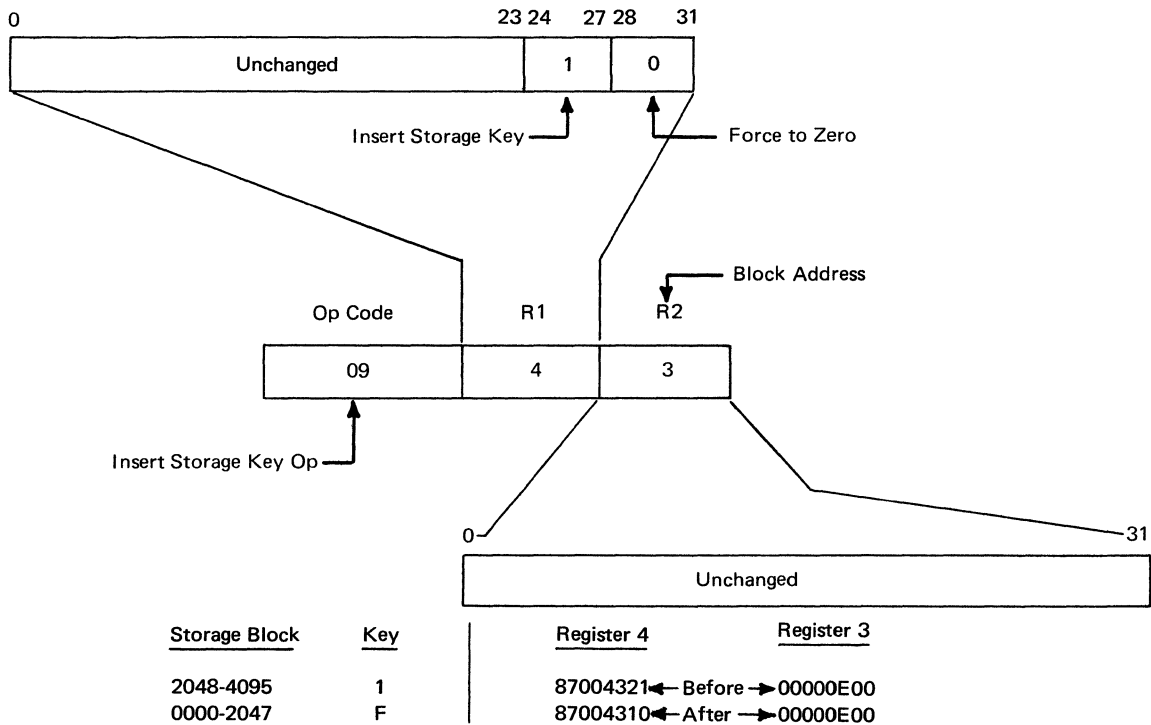 0 23 24 27 28 31
Unchanged 1 0
Insert Storage Key Force to Zero
Block Address
Op Code R1 R2
09 4 3
Insert Storage Key Op
0 31
Unchanged
Storage Block Key Register 4 Register 3
2048-4095 1 87004321 Before 00000E00
0000-2047 F 87004310 After 00000E00